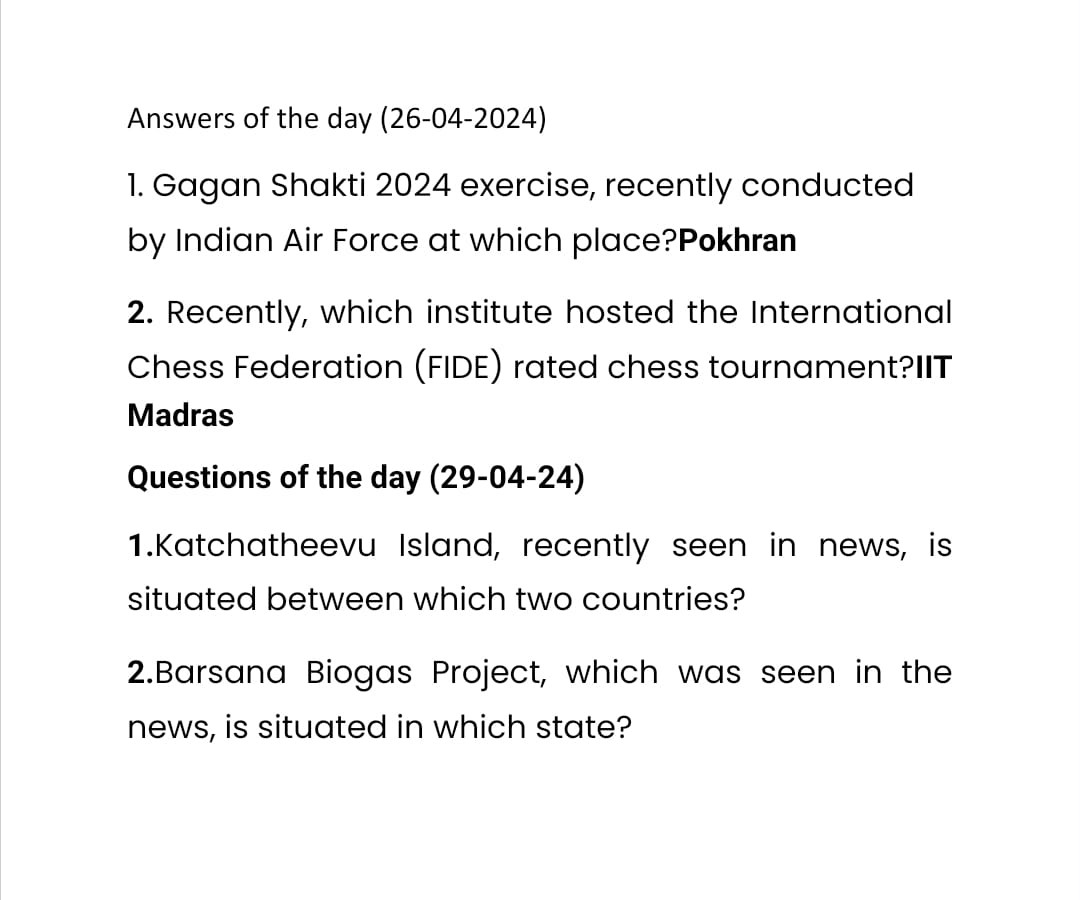 Answers of the day (26-04-2024)
1. Gagan Shakti 2024 exercise, recently conducted
by Indian Air Force at which place?Pokhran
2. Recently, which institute hosted the International
Chess Federation (FIDE) rated chess tournament?IIT
Madras
Questions of the day (29-04-24)
1.Katchatheevu Island, recently seen in news, is
situated between which two countries?
2.Barsana Biogas Project, which was seen in the
news, is situated in which state?